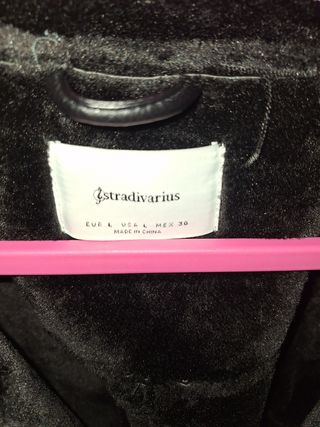 stradivarius
EUR L USA L MEX 30
MADE IN CHINA